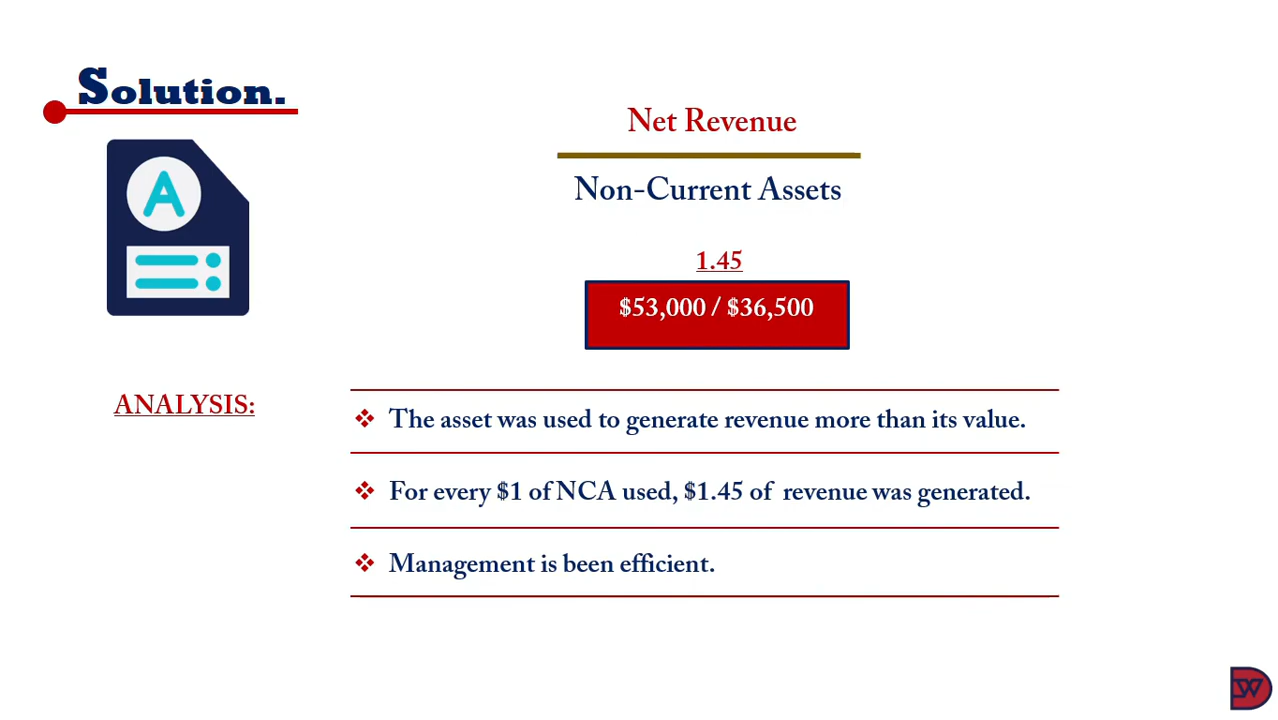 Solution.
A
Net Revenue
Non-Current Assets
1.45
$53,000 / $36,500
ANALYSIS:
❖ The asset was used to generate revenue more than its value.
❖ For every $1 of NCA used, $1.45 of revenue was generated.
❖ Management is been efficient.
DW